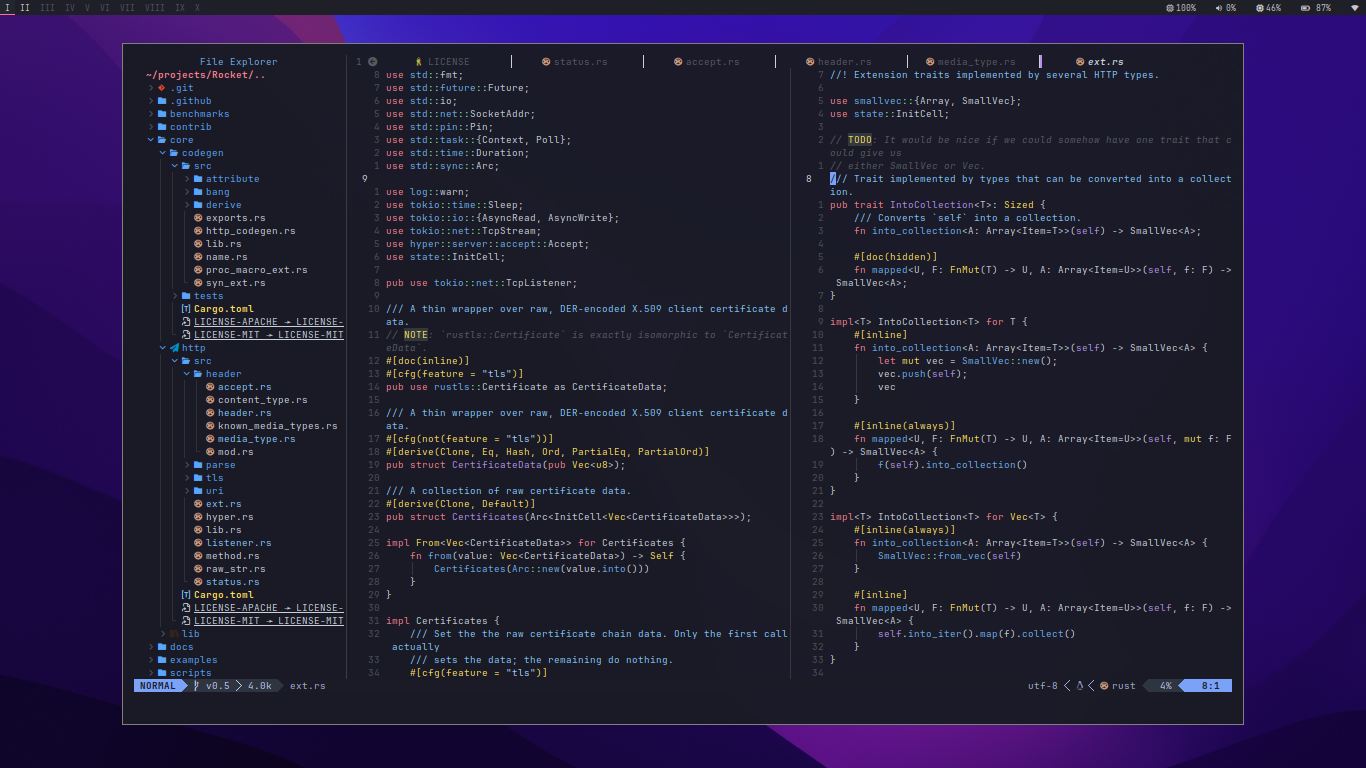 I II III IV V VI VII VIII IX X
100% 0% 46% 87%
File Explorer
~/projects/Rocket/..
.git
.github
benchmarks
contrib
core
codegen
src
attribute
bang
derive
exports.rs
http_codegen.rs
lib.rs
name.rs
proc_macro_ext.rs
syn_ext.rs
tests
Cargo.toml
LICENSE-APACHE → LICENSE-
LICENSE-MIT → LICENSE-MIT
http
src
header
accept.rs
content_type.rs
header.rs
known_media_types.rs
media_type.rs
mod.rs
parse
tls
uri
ext.rs
hyper.rs
lib.rs
listener.rs
method.rs
raw_str.rs
status.rs
Cargo.toml
LICENSE-APACHE → LICENSE-
LICENSE-MIT → LICENSE-MIT
lib
docs
examples
scripts
1 LICENSE status.rs accept.rs header.rs media_type.rs ext.rs
8 use std::fmt;
7 use std::future::Future;
6 use std::io;
5 use std::net::SocketAddr;
4 use std::pin::Pin;
3 use std::task::{Context, Poll};
2 use std::time::Duration;
1 use std::sync::Arc;
9
1 use log::warn;
2 use tokio::time::Sleep;
3 use tokio::io::{AsyncRead, AsyncWrite};
4 use tokio::net::TcpStream;
5 use hyper::server::accept::Accept;
6 use state::InitCell;
7
8 pub use tokio::net::TcpListener;
9
10 /// A thin wrapper over raw, DER-encoded X.509 client certificate d
ata.
11 // NOTE: `rustls::Certificate` is exactly isomorphic to `Certificat
eData`.
12 #[doc(inline)]
13 #[cfg(feature = "tls")]
14 pub use rustls::Certificate as CertificateData;
15
16 /// A thin wrapper over raw, DER-encoded X.509 client certificate d
ata.
17 #[cfg(not(feature = "tls"))]
18 #[derive(Clone, Eq, Hash, Ord, PartialEq, PartialOrd)]
19 pub struct CertificateData(pub Vec<u8>);
20
21 /// A collection of raw certificate data.
22 #[derive(Clone, Default)]
23 pub struct Certificates(Arc<InitCell<Vec<CertificateData>>>);
24
25 impl From<Vec<CertificateData>> for Certificates {
26 fn from(value: Vec<CertificateData>) -> Self {
27 Certificates(Arc::new(value.into()))
28 }
29 }
30
31 impl Certificates {
32 /// Set the the raw certificate chain data. Only the first call
actually
33 /// sets the data; the remaining do nothing.
34 #[cfg(feature = "tls")]
7 //! Extension traits implemented by several HTTP types.
6
5 use smallvec::{Array, SmallVec};
4 use state::InitCell;
3
2 // TODO: It would be nice if we could somehow have one trait that c
ould give us
1 // either SmallVec or Vec.
8 /// Trait implemented by types that can be converted into a collect
ion.
1 pub trait IntoCollection<T>: Sized {
2 /// Converts `self` into a collection.
3 fn into_collection<A: Array<Item=T>>(self) -> SmallVec<A>;
4
5 #[doc(hidden)]
6 fn mapped<U, F: FnMut(T) -> U, A: Array<Item=U>>(self, f: F) ->
SmallVec<A>;
7 }
8
9 impl<T> IntoCollection<T> for T {
10 #[inline]
11 fn into_collection<A: Array<Item=T>>(self) -> SmallVec<A> {
12 let mut vec = SmallVec::new();
13 vec.push(self);
14 vec
15 }
16
17 #[inline(always)]
18 fn mapped<U, F: FnMut(T) -> U, A: Array<Item=U>>(self, mut f: F
) -> SmallVec<A> {
19 f(self).into_collection()
20 }
21 }
22
23 impl<T> IntoCollection<T> for Vec<T> {
24 #[inline(always)]
25 fn into_collection<A: Array<Item=T>>(self) -> SmallVec<A> {
26 SmallVec::from_vec(self)
27 }
28
29 #[inline]
30 fn mapped<U, F: FnMut(T) -> U, A: Array<Item=U>>(self, f: F) ->
SmallVec<A> {
31 self.into_iter().map(f).collect()
32 }
33 }
34
NORMAL v0.5 4.0k ext.rs utf-8 rust 4% 8:1